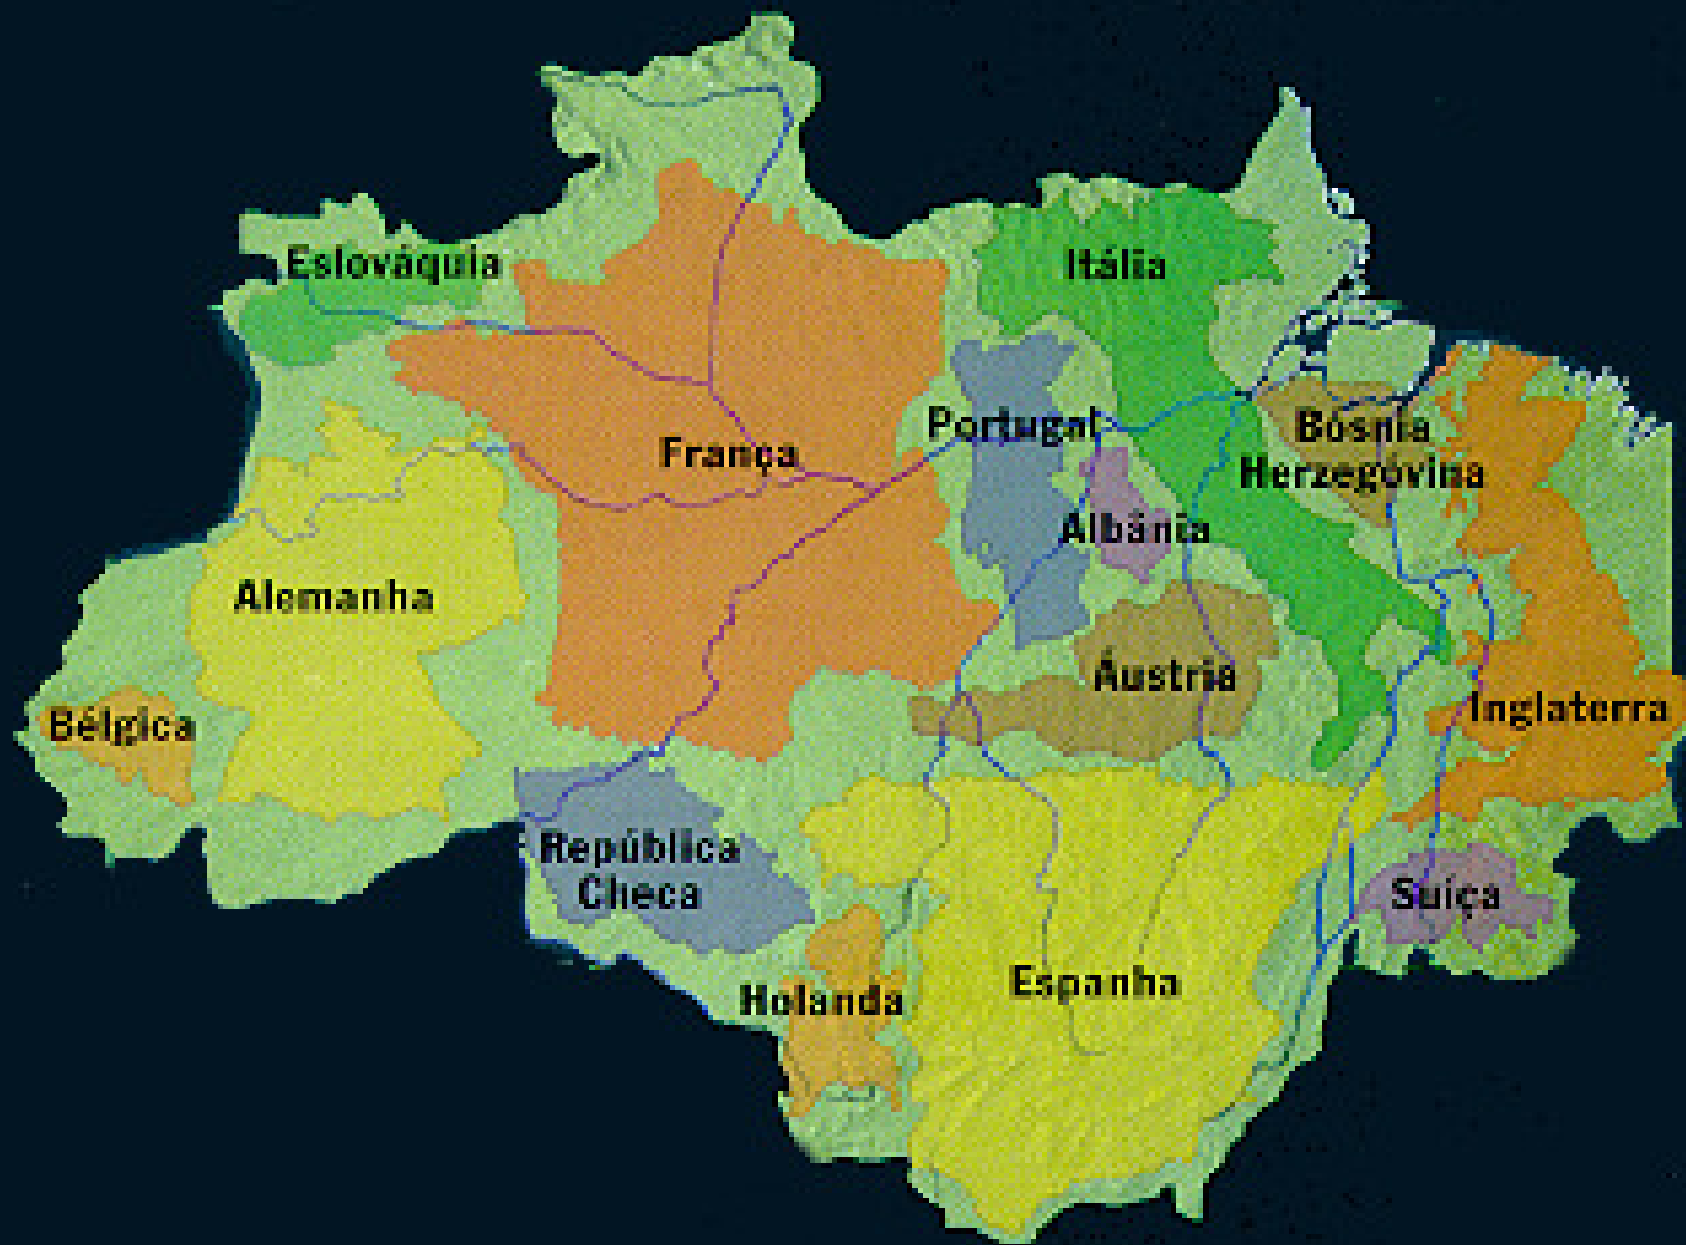 Eslováquia
Itália
Portugal
França
Bósnia
Herzegóvina
Albânia
Alemanha
Áustria
Inglaterra
Bélgica
República
Checa
Suíça
Espanha
Holanda